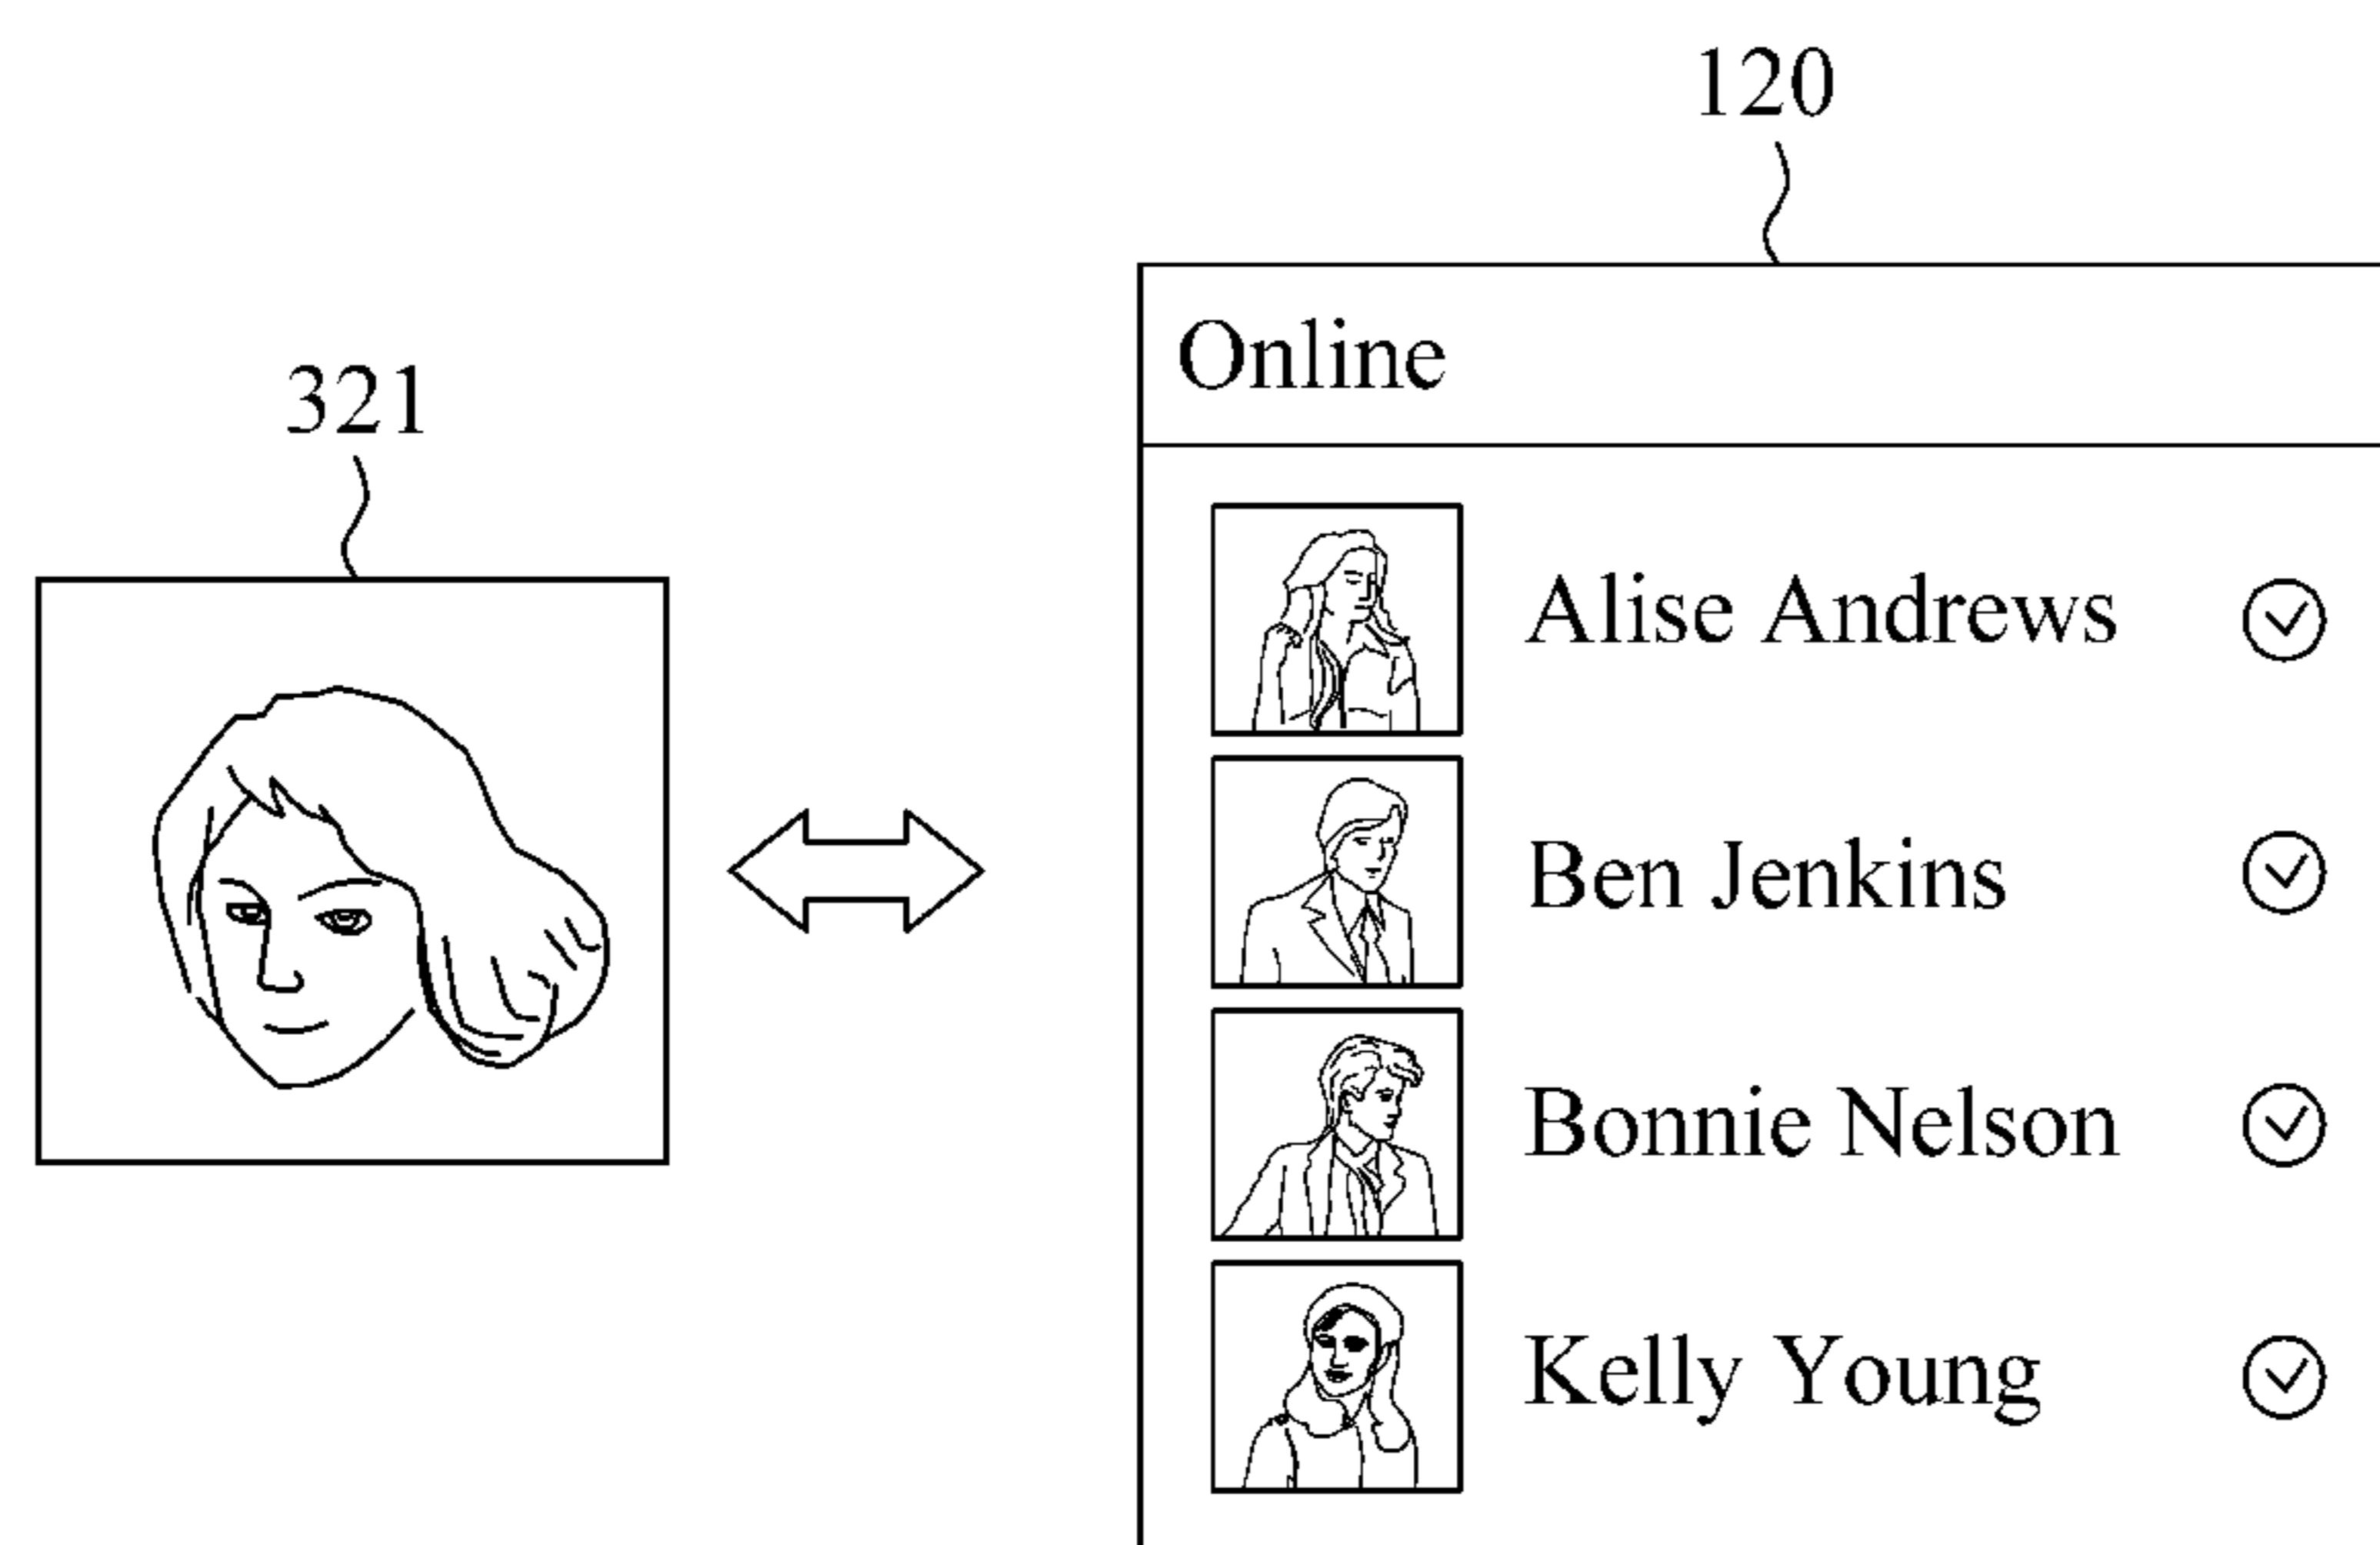 120
321
Online
Alise Andrews
Ben Jenkins
Bonnie Nelson
Kelly Young